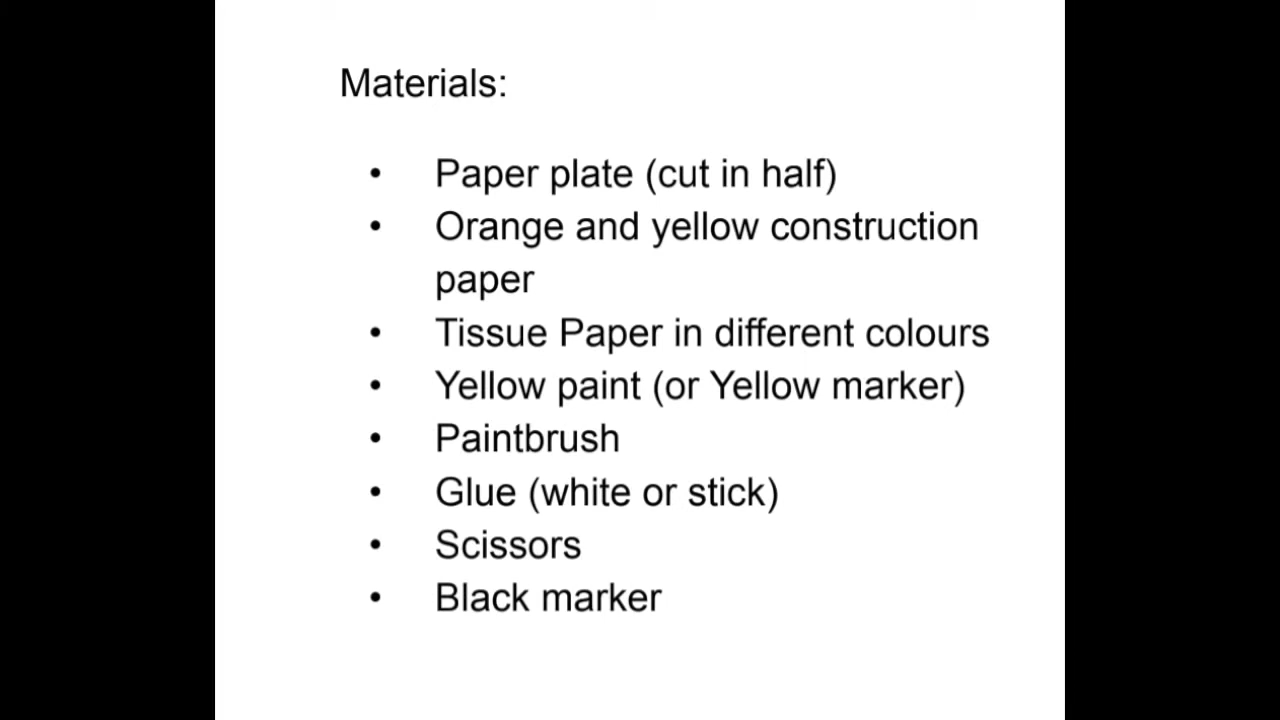 Materials:
• Paper plate (cut in half)
• Orange and yellow construction
paper
• Tissue Paper in different colours
• Yellow paint (or Yellow marker)
• Paintbrush
• Glue (white or stick)
• Scissors
• Black marker